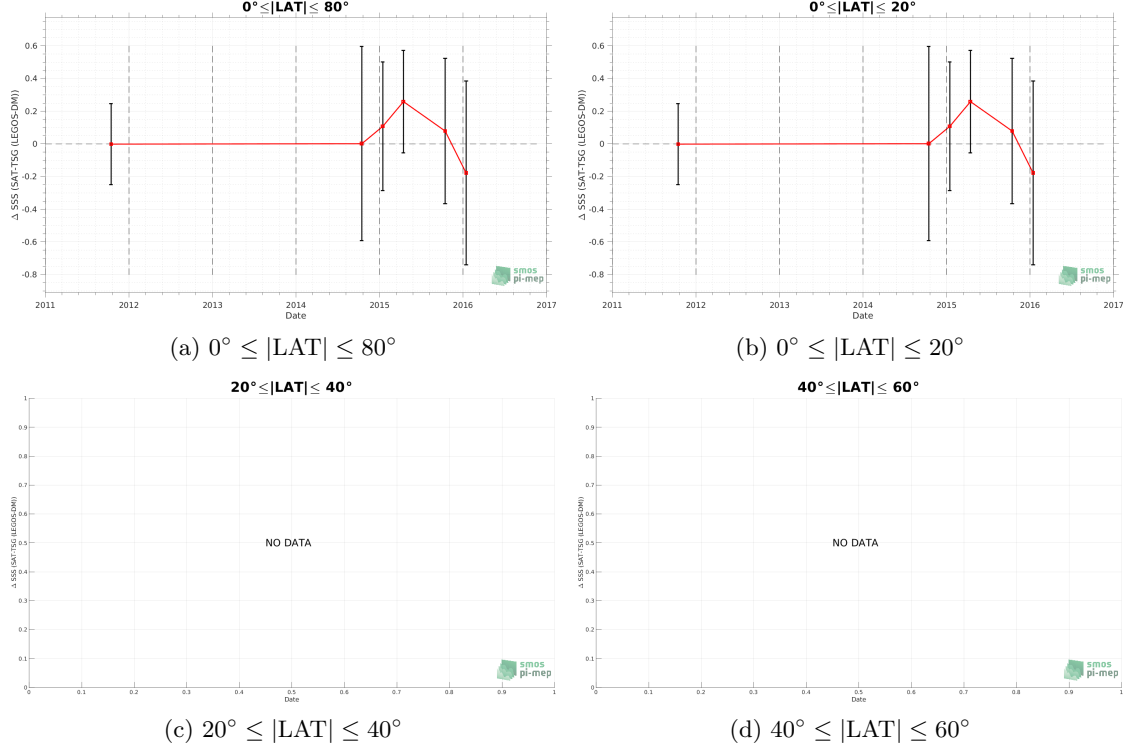 0°≤|LAT|≤ 80°
Δ SSS (SAT-TSG (LEGOS-DM))
0.6
0.4
0.2
0
-0.2
-0.4
-0.6
-0.8
2011 2012 2013 2014 2015 2016 2017
Date
smos
pi-mep
(a) 0° ≤ |LAT| ≤ 80°
0°≤|LAT|≤ 20°
Δ SSS (SAT-TSG (LEGOS-DM))
0.6
0.4
0.2
0
-0.2
-0.4
-0.6
-0.8
2011 2012 2013 2014 2015 2016 2017
Date
smos
pi-mep
(b) 0° ≤ |LAT| ≤ 20°
20°≤|LAT|≤ 40°
Δ SSS (SAT-TSG (LEGOS-DM))
1
0.9
0.8
0.7
0.6
0.5
0.4
0.3
0.2
0.1
0
NO DATA
0 0.1 0.2 0.3 0.4 0.5 0.6 0.7 0.8 0.9 1
Date
smos
pi-mep
(c) 20° ≤ |LAT| ≤ 40°
40°≤|LAT|≤ 60°
Δ SSS (SAT-TSG (LEGOS-DM))
1
0.9
0.8
0.7
0.6
0.5
0.4
0.3
0.2
0.1
0
NO DATA
0 0.1 0.2 0.3 0.4 0.5 0.6 0.7 0.8 0.9 1
Date
smos
pi-mep
(d) 40° ≤ |LAT| ≤ 60°